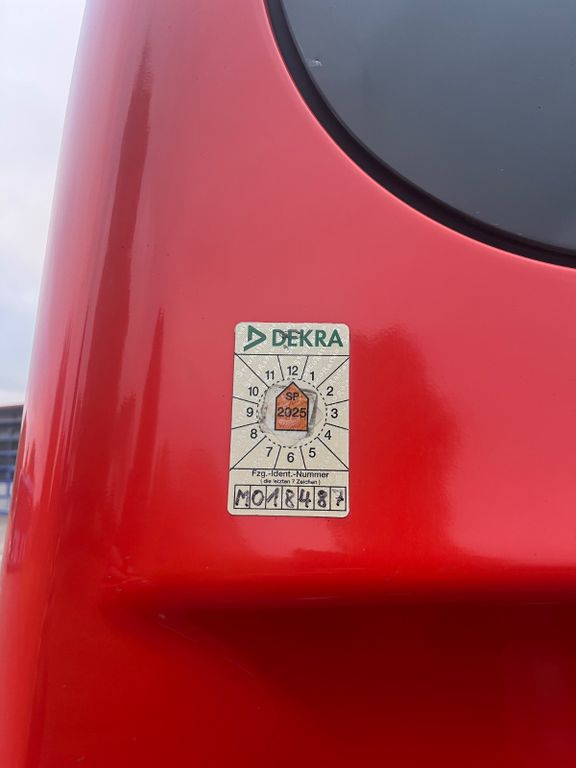 DEKRA
12
11 1
10 2
9 3
8 4
7 5
6
SP
2025
Fzg.-Ident.-Nummer
(die letzten 7 Zeichen)
M018487